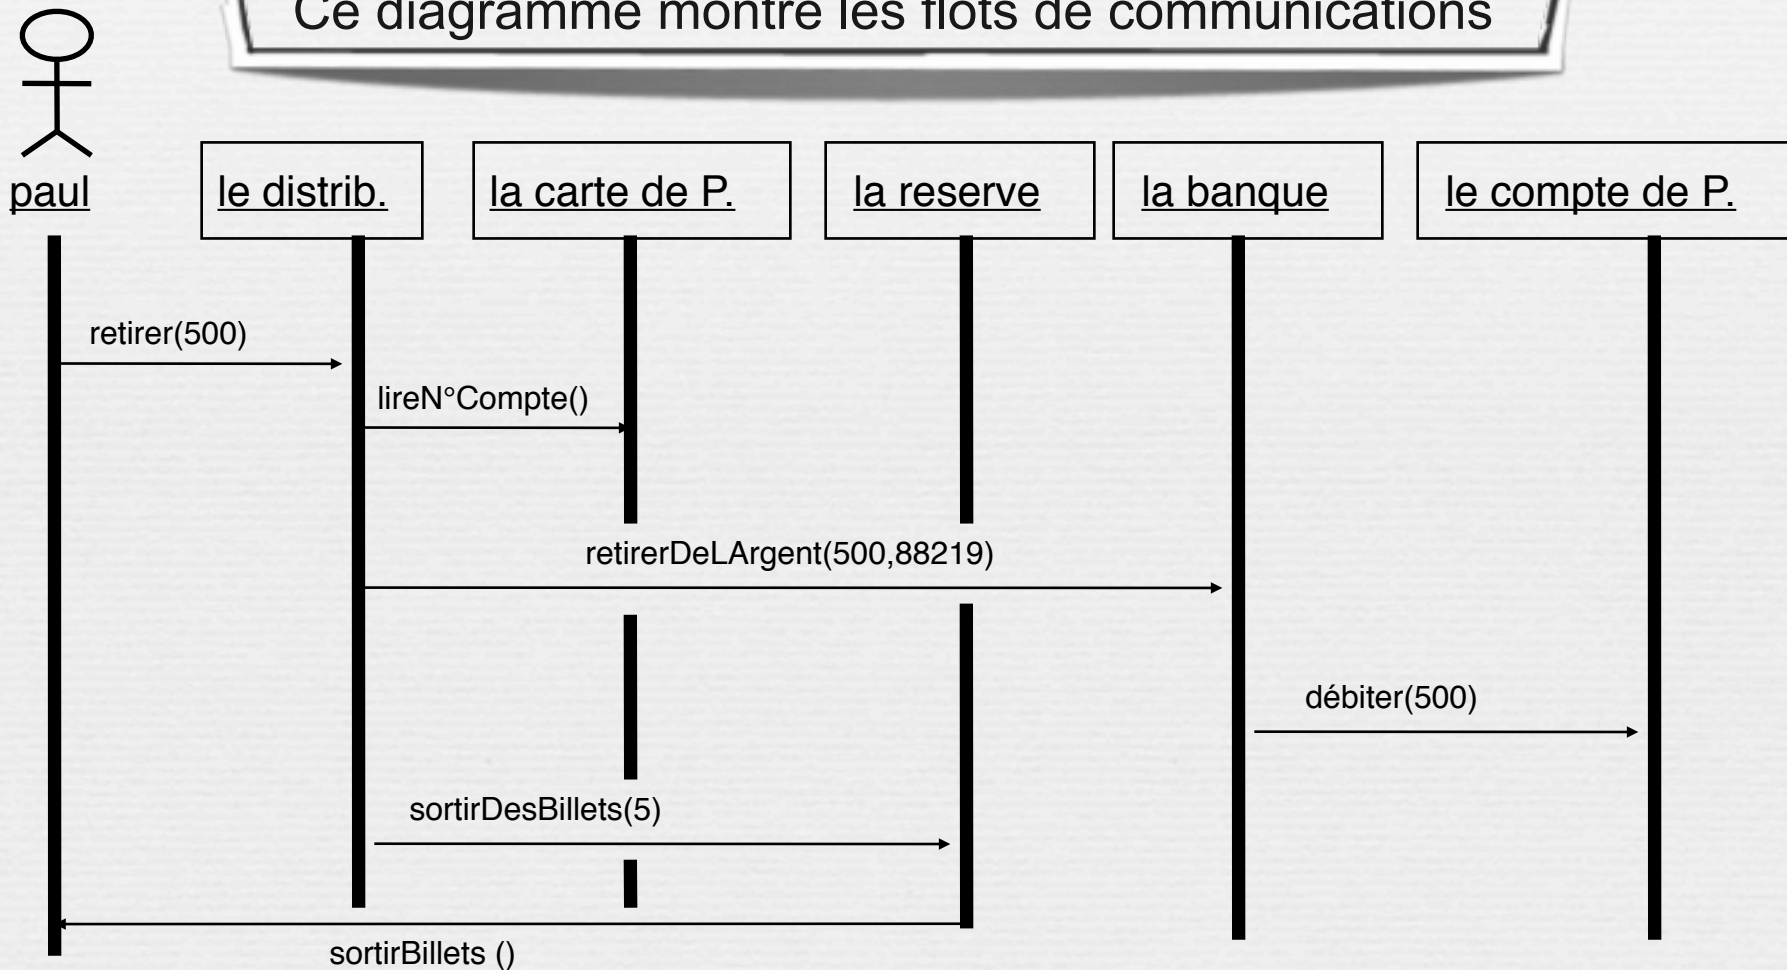 Ce diagramme montre les flots de communications
paul
le distrib.
la carte de P.
la reserve
la banque
le compte de P.
retirer(500)
lireN°Compte()
retirerDeLArgent(500,88219)
débiter(500)
sortirDesBillets(5)
sortirBillets ()